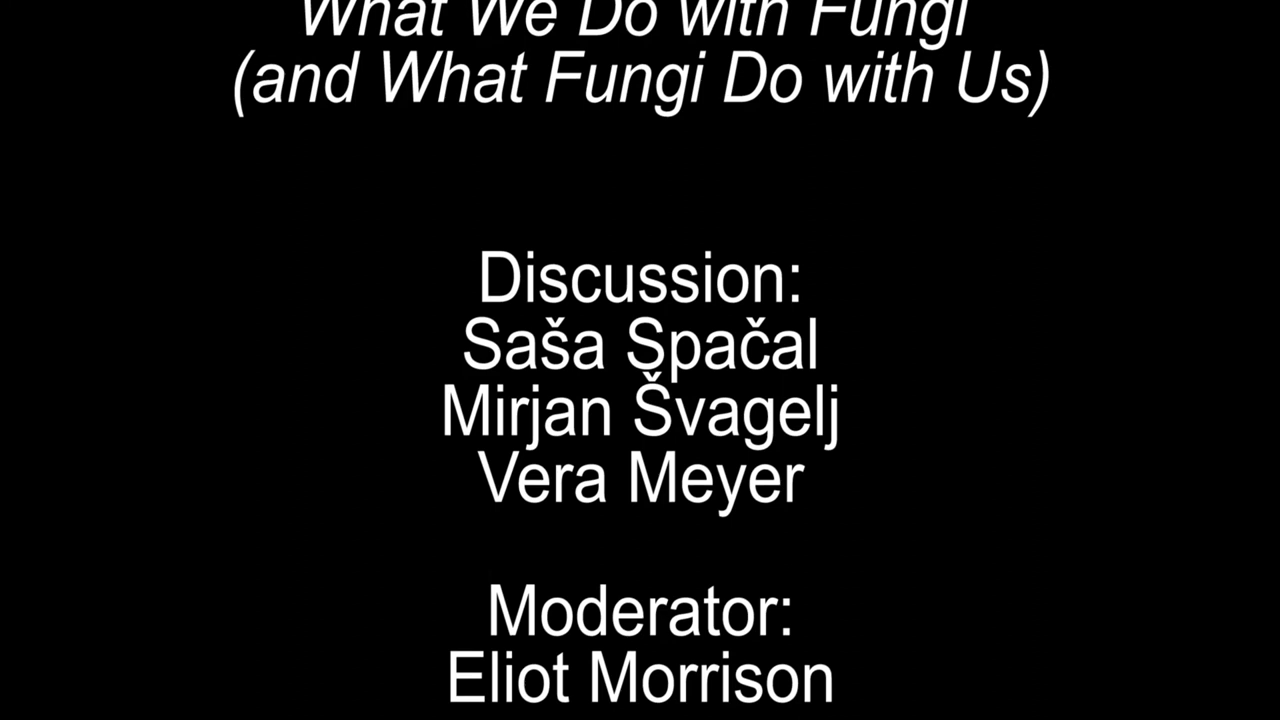 What We Do with Fungi
(and What Fungi Do with Us)
Discussion:
Saša Spačal
Mirjan Švagelj
Vera Meyer
Moderator:
Eliot Morrison